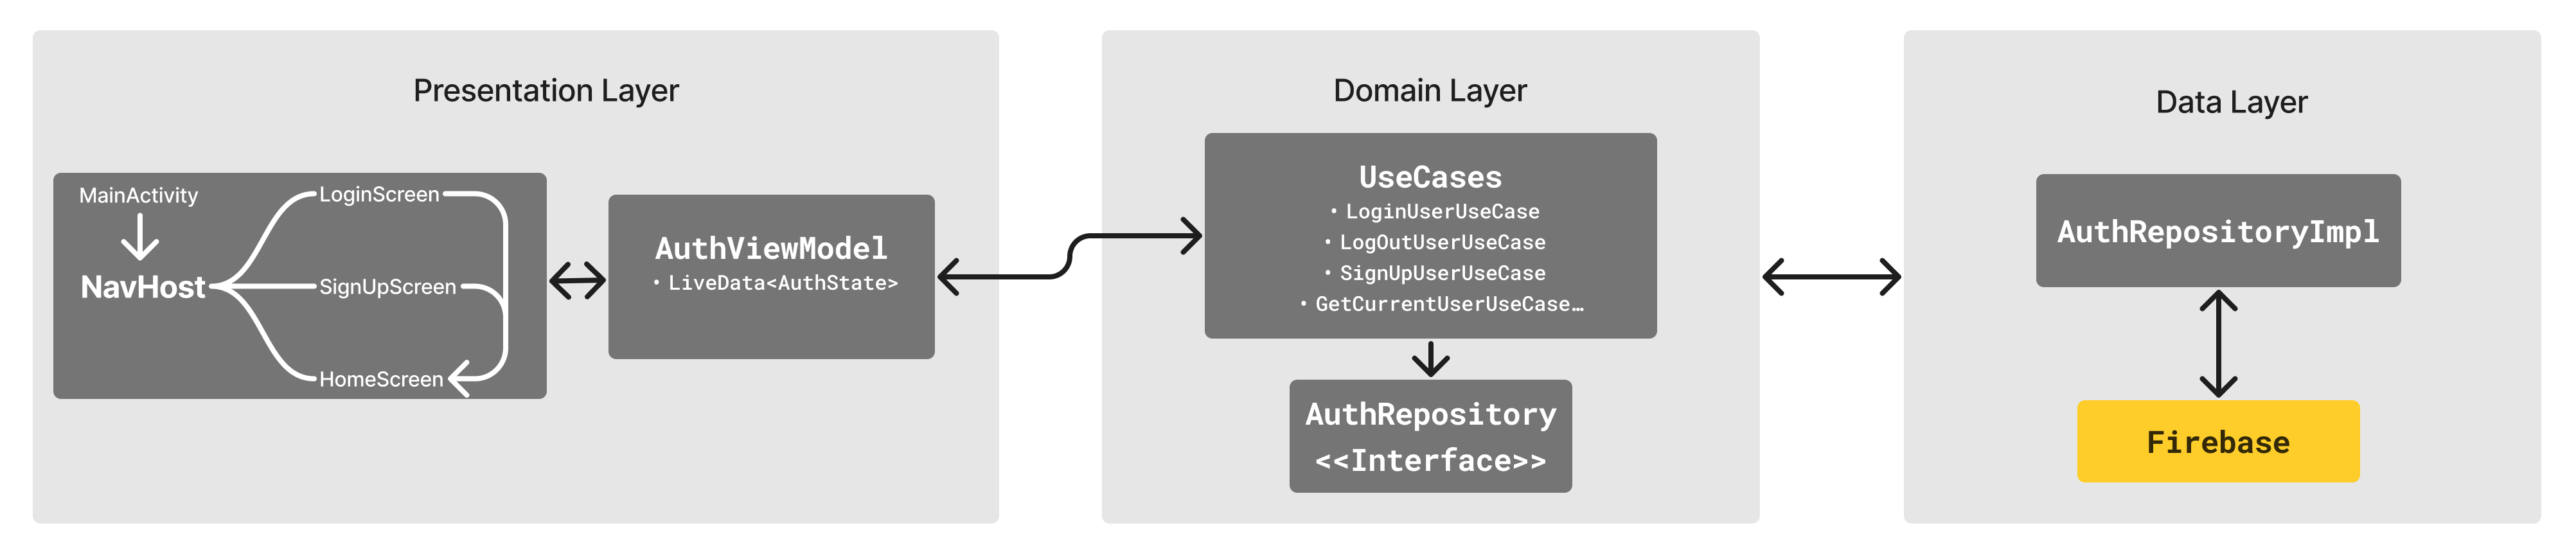 Presentation Layer
MainActivity
NavHost
LoginScreen
SignUpScreen
HomeScreen
AuthViewModel
• LiveData<AuthState>
Domain Layer
UseCases
• LoginUserUseCase
• LogOutUserUseCase
• SignUpUserUseCase
• GetCurrentUserUseCase…
AuthRepository
<<Interface>>
Data Layer
AuthRepositoryImpl
Firebase